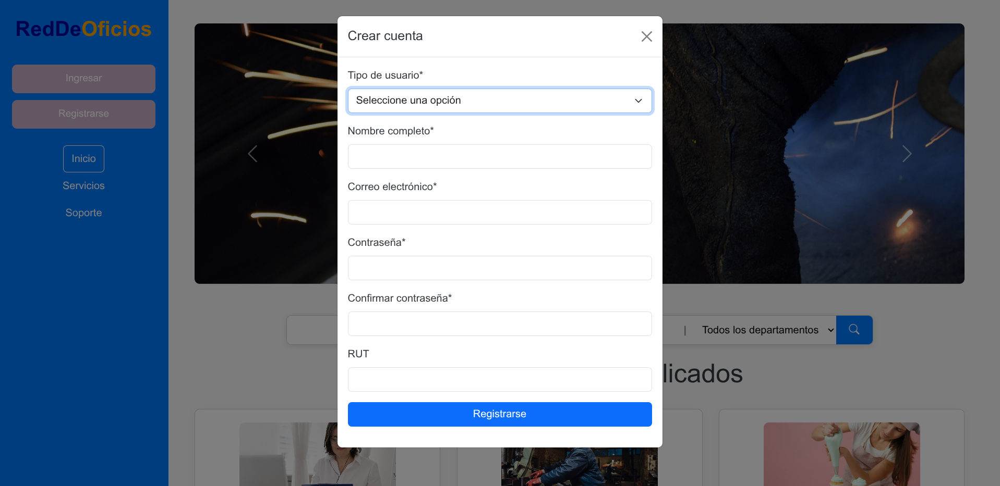 RedDeOficios
Ingresar
Registrarse
Inicio
Servicios
Soporte
Crear cuenta
Tipo de usuario*
Seleccione una opción
Nombre completo*
Correo electrónico*
Contraseña*
Confirmar contraseña*
RUT
Registrarse
| Todos los departamentos
licados